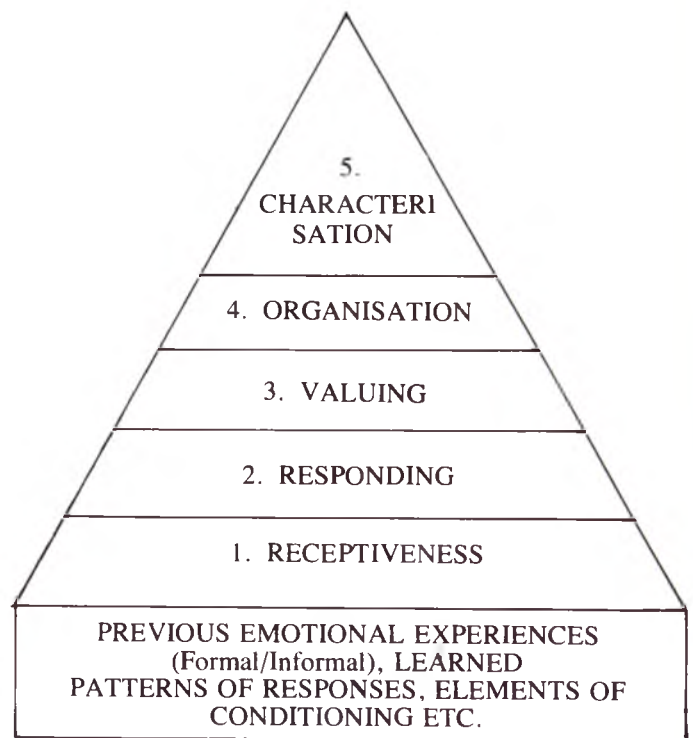 5.
CHARACTERI
SATION
4. ORGANISATION
3. VALUING
2. RESPONDING
1. RECEPTIVENESS
PREVIOUS EMOTIONAL EXPERIENCES
(Formal/Informal), LEARNED
PATTERNS OF RESPONSES, ELEMENTS OF
CONDITIONING ETC.